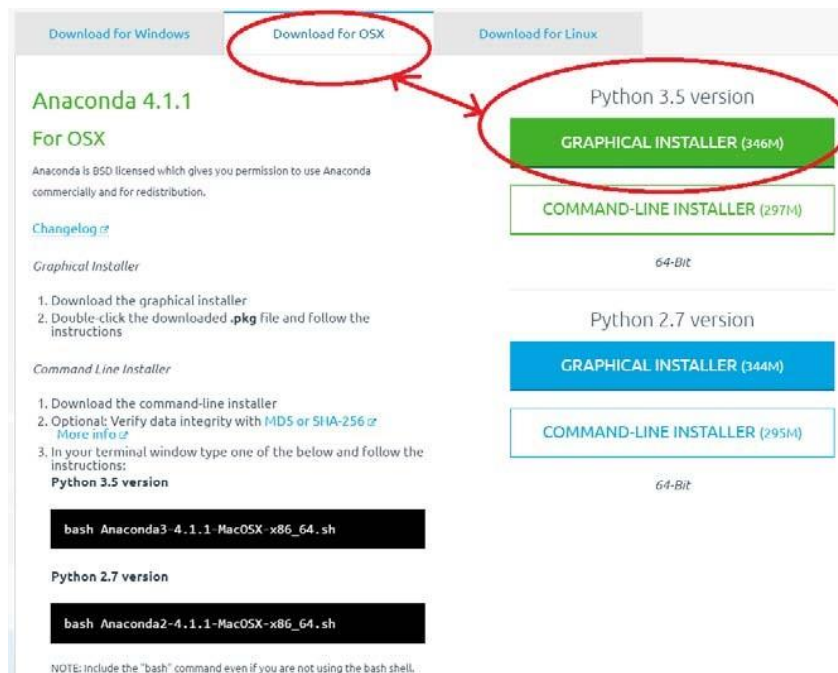 Download for Windows
Download for OSX
Download for Linux
Anaconda 4.1.1
For OSX
Anaconda is BSD licensed which gives you permission to use Anaconda
commercially and for redistribution.
Changelog
Graphical Installer
1. Download the graphical installer
2. Double-click the downloaded .pkg file and follow the
instructions
Command Line Installer
1. Download the command-line installer
2. Optional: Verify data integrity with MD5 or SHA-256
More info
3. In your terminal window type one of the below and follow the
instructions:
Python 3.5 version
bash Anaconda3-4.1.1-MacOSX-x86_64.sh
Python 2.7 version
bash Anaconda2-4.1.1-MacOSX-x86_64.sh
NOTE: Include the "bash" command even if you are not using the bash shell.
Python 3.5 version
GRAPHICAL INSTALLER (346M)
COMMAND-LINE INSTALLER (297M)
64-Bit
Python 2.7 version
GRAPHICAL INSTALLER (344M)
COMMAND-LINE INSTALLER (295M)
64-Bit